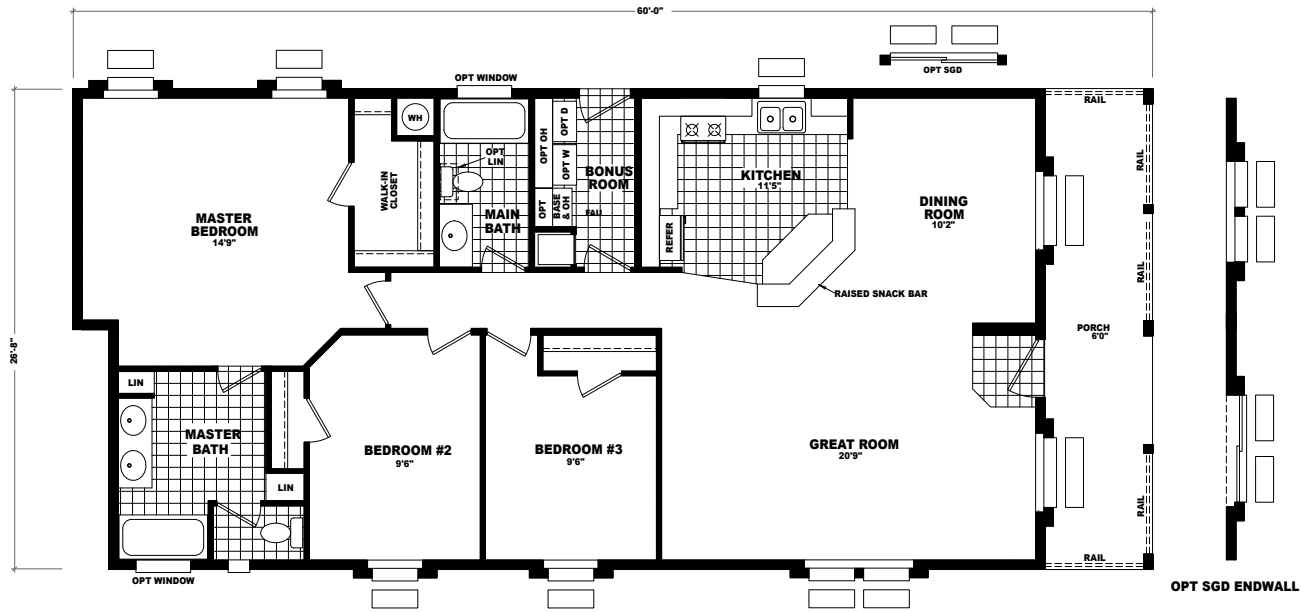 60'-0"
OPT SGD
OPT WINDOW
RAIL
WH
OPT OH
OPT D
OPT W
OPT
LIN
WALK-IN
CLOSET
BONUS
ROOM
KITCHEN
11'5"
RAIL
OPT
BASE
& OH
FAU
MAIN
BATH
MASTER
BEDROOM
14'9"
DINING
ROOM
10'2"
REFER
RAIL
RAISED SNACK BAR
26'-8"
PORCH
6'0"
LIN
MASTER
BATH
BEDROOM #2
9'6"
BEDROOM #3
9'6"
GREAT ROOM
20'9"
LIN
RAIL
RAIL
OPT WINDOW
OPT SGD ENDWALL